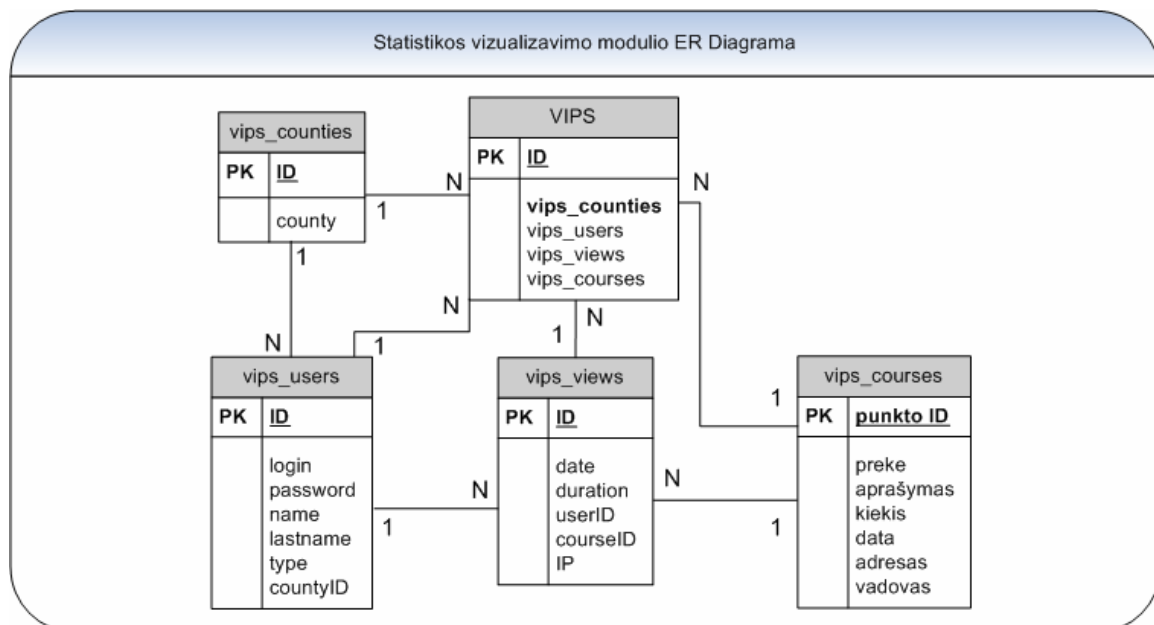 Statistikos vizualizavimo modulio ER Diagrama
vips_counties
PK ID
county
VIPS
PK ID
vips_counties
vips_users
vips_views
vips_courses
N
1
N
1
N
N
1
N
1
N
1
1
vips_users
PK ID
login
password
name
lastname
type
countyID
N
1
vips_views
PK ID
date
duration
userID
courseID
IP
vips_courses
PK punkto ID
preke
aprašymas
kiekis
data
adresas
vadovas